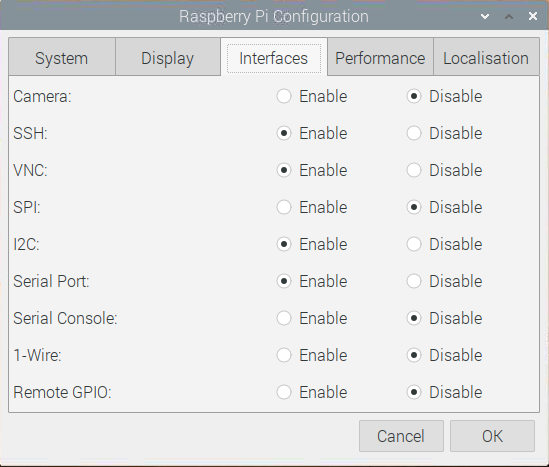 Raspberry Pi Configuration
System Display Interfaces Performance Localisation
Camera: Enable Disable
SSH: Enable Disable
VNC: Enable Disable
SPI: Enable Disable
I2C: Enable Disable
Serial Port: Enable Disable
Serial Console: Enable Disable
1-Wire: Enable Disable
Remote GPIO: Enable Disable
Cancel OK